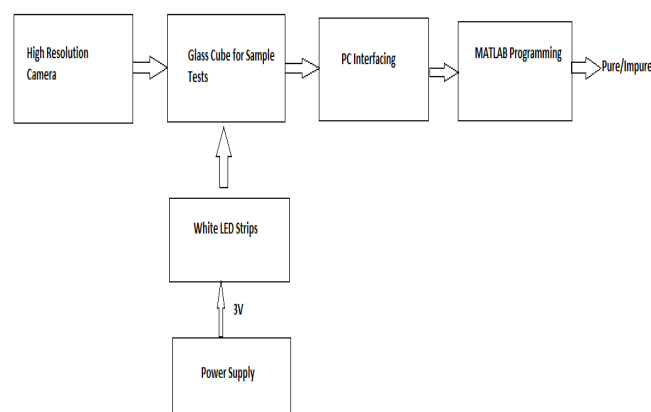 High Resolution
Camera
Glass Cube for Sample
Tests
PC Interfacing
MATLAB Programming
Pure/Impure
White LED Strips
3V
Power Supply